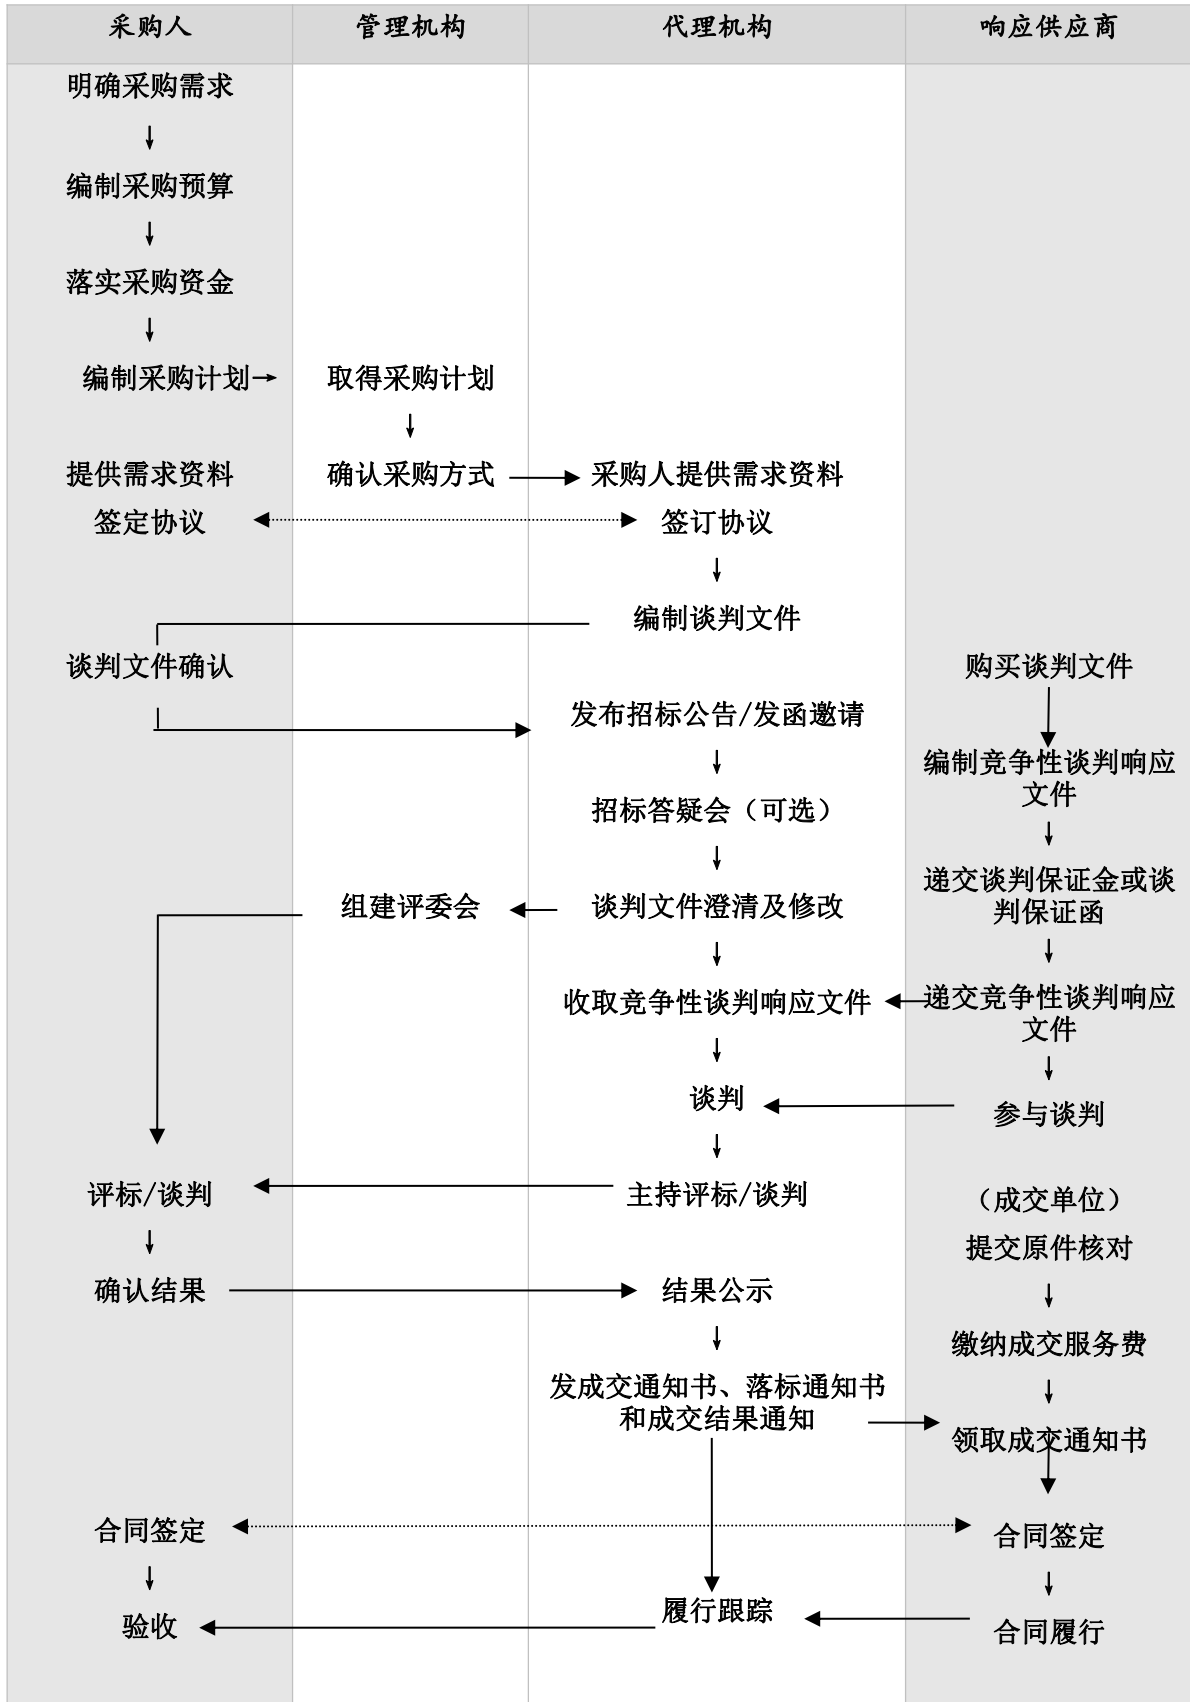 采购人 管理机构 代理机构 响应供应商
明确采购需求
编制采购预算
落实采购资金
编制采购计划 取得采购计划
提供需求资料 确认采购方式 采购人提供需求资料
签定协议 签订协议
编制谈判文件
谈判文件确认 购买谈判文件
发布招标公告/发函邀请
编制竞争性谈判响应
文件
招标答疑会（可选）
递交谈判保证金或谈
判保证函
组建评委会 谈判文件澄清及修改
收取竞争性谈判响应文件 递交竞争性谈判响应
文件
谈判 参与谈判
评标/谈判 主持评标/谈判 （成交单位）
提交原件核对
确认结果 结果公示
缴纳成交服务费
发成交通知书、落标通知书
和成交结果通知
领取成交通知书
合同签定 合同签定
验收 履行跟踪 合同履行